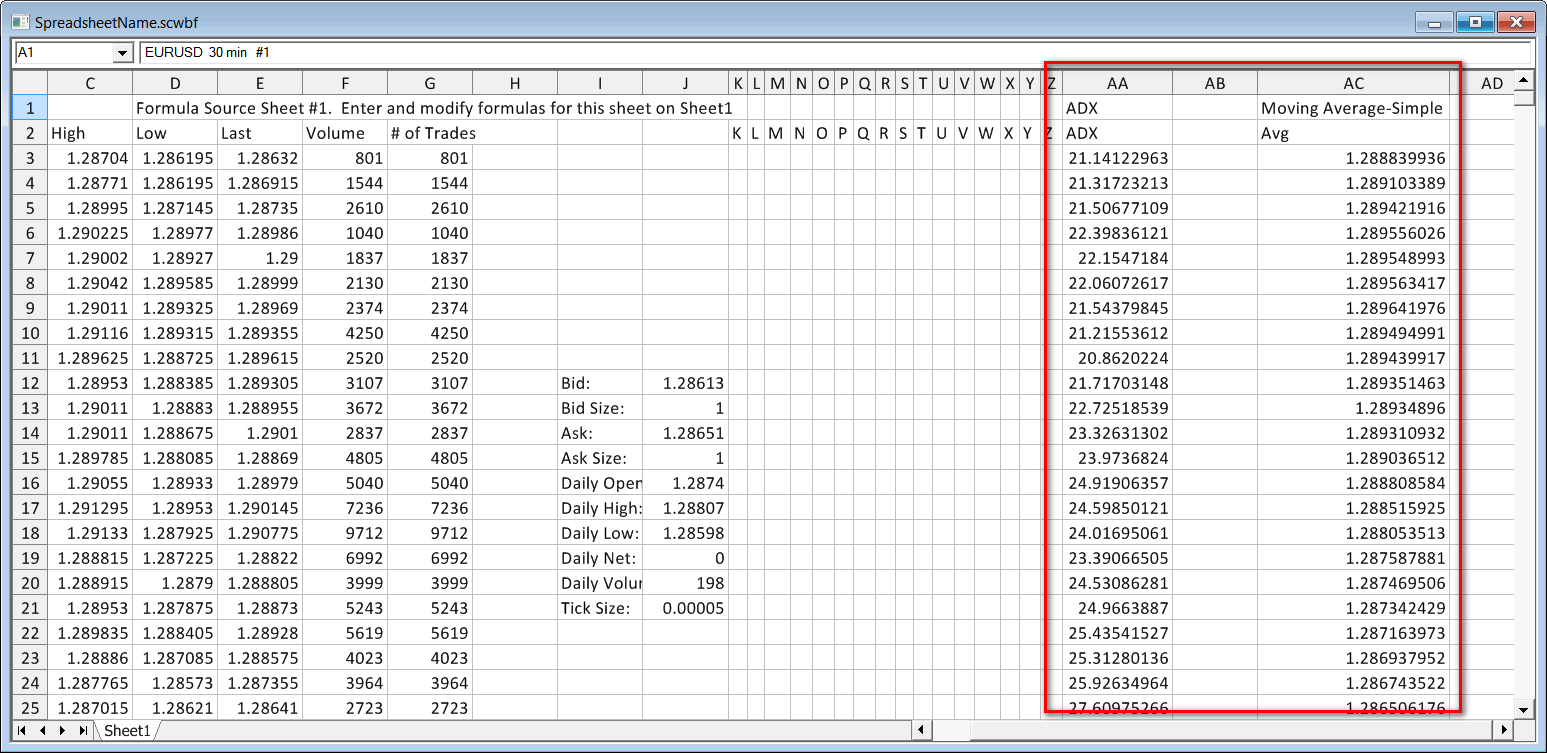 SpreadsheetName.scwbf
A1 EURUSD 30 min #1
C D E F G H I J K L M N O P Q R S T U V W X Y Z AA AB AC AD
1 Formula Source Sheet #1. Enter and modify formulas for this sheet on Sheet1 ADX Moving Average-Simple
2 High Low Last Volume # of Trades K L M N O P Q R S T U V W X Y Z ADX Avg
3 1.28704 1.286195 1.28632 801 801 21.14122963 1.288839936
4 1.28771 1.286195 1.286915 1544 1544 21.31723213 1.289103389
5 1.28995 1.287145 1.28735 2610 2610 21.50677109 1.289421916
6 1.290225 1.28977 1.28986 1040 1040 22.39836121 1.289556026
7 1.29002 1.28927 1.29 1837 1837 22.1547184 1.289548993
8 1.29042 1.289585 1.28999 2130 2130 22.06072617 1.289563417
9 1.29011 1.289325 1.28969 2374 2374 21.54379845 1.289641976
10 1.29116 1.289315 1.289355 4250 4250 21.21553612 1.289494991
11 1.289625 1.288725 1.289615 2520 2520 20.8620224 1.289439917
12 1.28953 1.288385 1.289305 3107 3107 Bid: 1.28613 21.71703148 1.289351463
13 1.29011 1.28883 1.288955 3672 3672 Bid Size: 1 22.72518539 1.28934896
14 1.29011 1.288675 1.2901 2837 2837 Ask: 1.28651 23.32631302 1.289310932
15 1.289785 1.288085 1.28869 4805 4805 Ask Size: 1 23.9736824 1.289036512
16 1.29055 1.28933 1.28979 5040 5040 Daily Open 1.2874 24.91906357 1.288808584
17 1.291295 1.28953 1.290145 7236 7236 Daily High: 1.28807 24.59850121 1.288515925
18 1.29133 1.287925 1.290775 9712 9712 Daily Low: 1.28598 24.01695061 1.288053513
19 1.288815 1.287225 1.28822 6992 6992 Daily Net: 0 23.39066505 1.287587881
20 1.288915 1.2879 1.288805 3999 3999 Daily Volur 198 24.53086281 1.287469506
21 1.28953 1.287875 1.28873 5243 5243 Tick Size: 0.00005 24.9663887 1.287342429
22 1.289835 1.288405 1.28928 5619 5619 25.43541527 1.287163973
23 1.28886 1.287085 1.288575 4023 4023 25.31280136 1.286937952
24 1.287765 1.28573 1.287355 3964 3964 25.92634964 1.286743522
25 1.287015 1.28621 1.28641 2723 2723 27.60975266 1.286506176
Sheet1